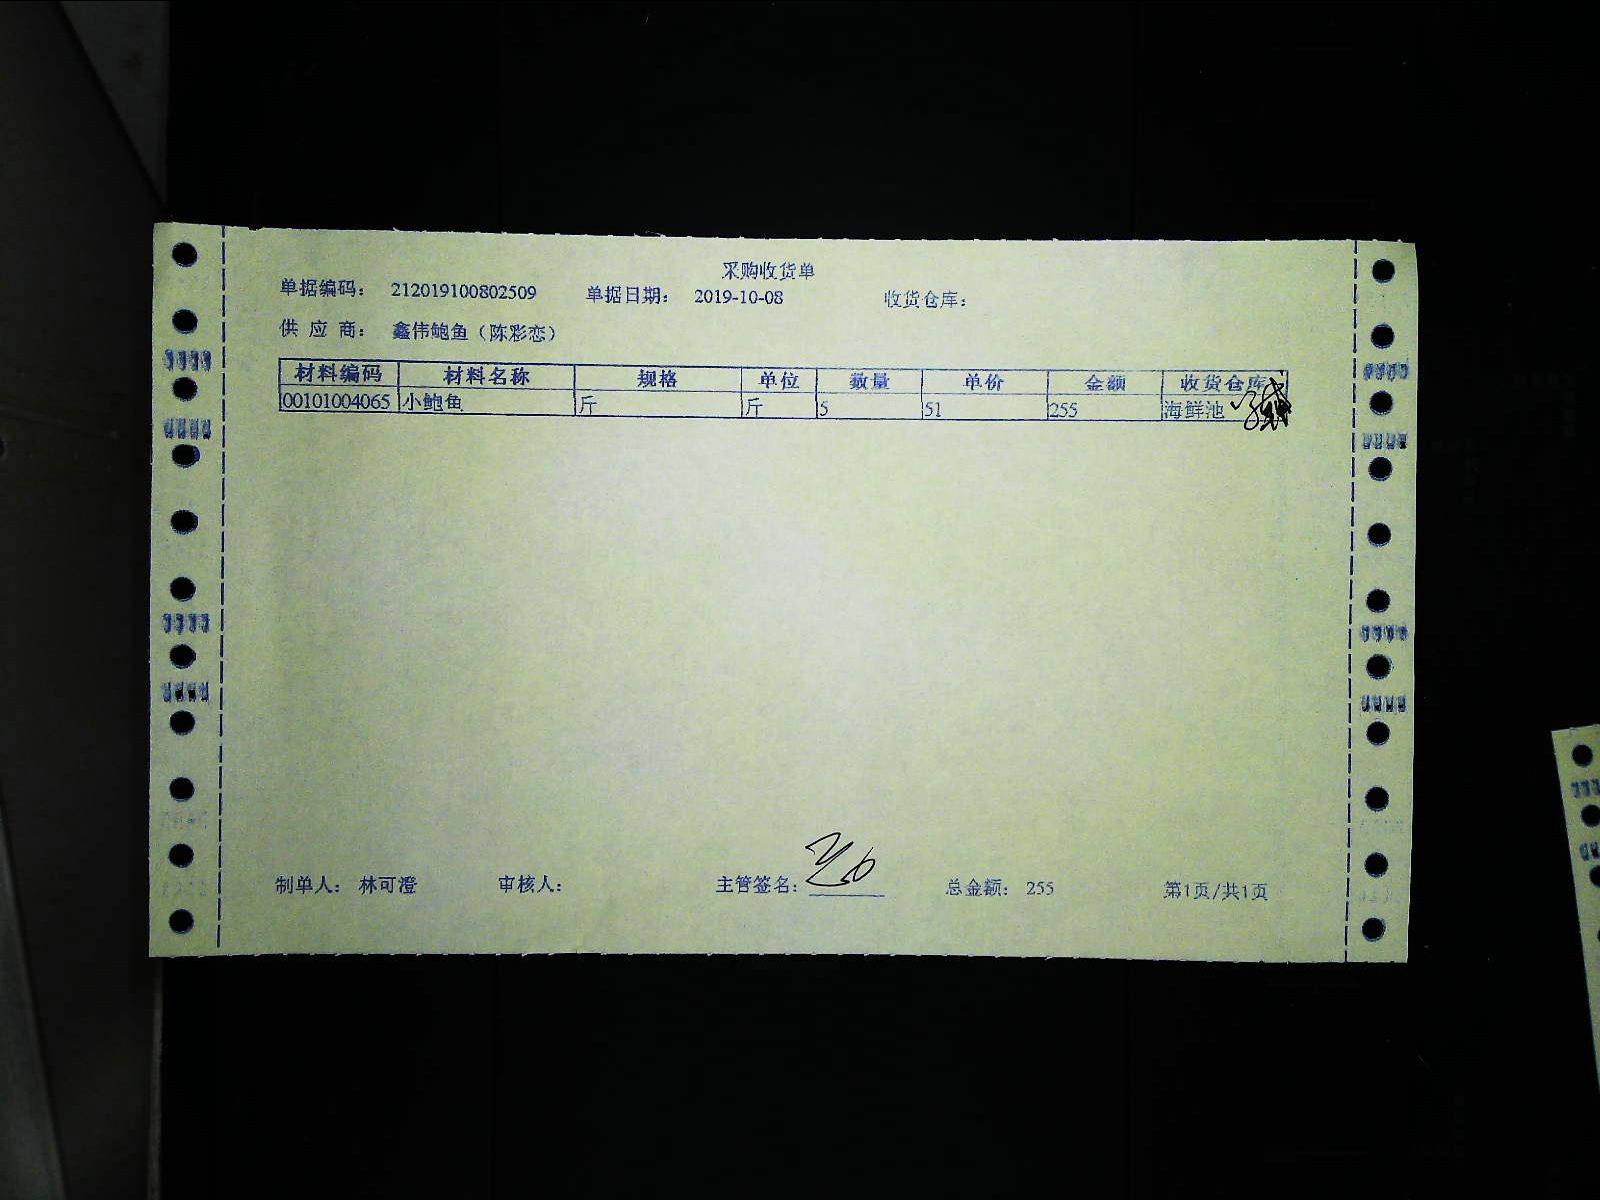 采购收货单
单据编码： 212019100802509 单据日期： 2019-10-08 收货仓库：
供 应 商： 鑫伟鲍鱼（陈彩恋）
材料编码 材料名称 规格 单位 数量 单价 金额 收货仓库
00101004065 小鲍鱼 斤 斤 5 51 255 海鲜池
制单人： 林可澄 审核人： 主管签名： 总金额： 255 第1页/共1页